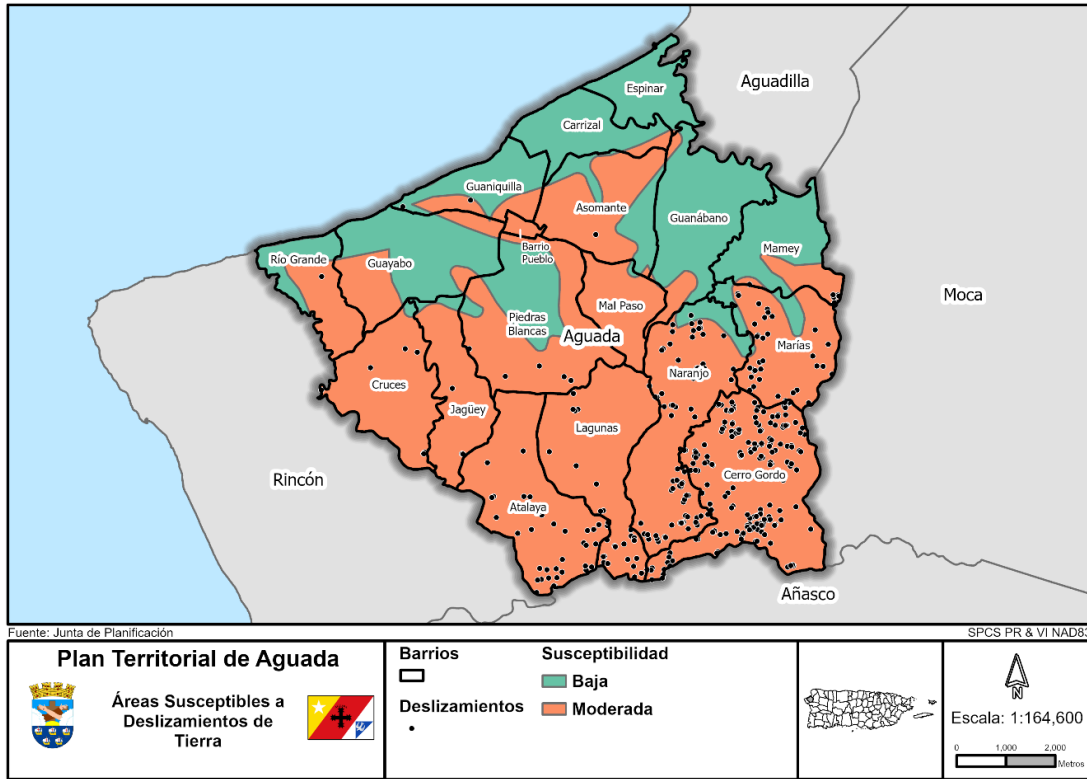 Aguadilla
Espinar
Carrizal
Guaniquilla
Asomante
Guanábano
Barrio
Pueblo
Mamey
Río Grande
Guayabo
Moca
Mal Paso
Piedras
Blancas
Aguada
Marías
Naranjo
Cruces
Jagüey
Lagunas
Cerro Gordo
Rincón
Atalaya
Añasco
Fuente: Junta de Planificación
SPCS PR & VI NAD83
Plan Territorial de Aguada
Áreas Susceptibles a
Deslizamientos de
Tierra
Barrios
Deslizamientos
Susceptibilidad
Baja
Moderada
N
Escala: 1:164,600
0 1,000 2,000
Metros